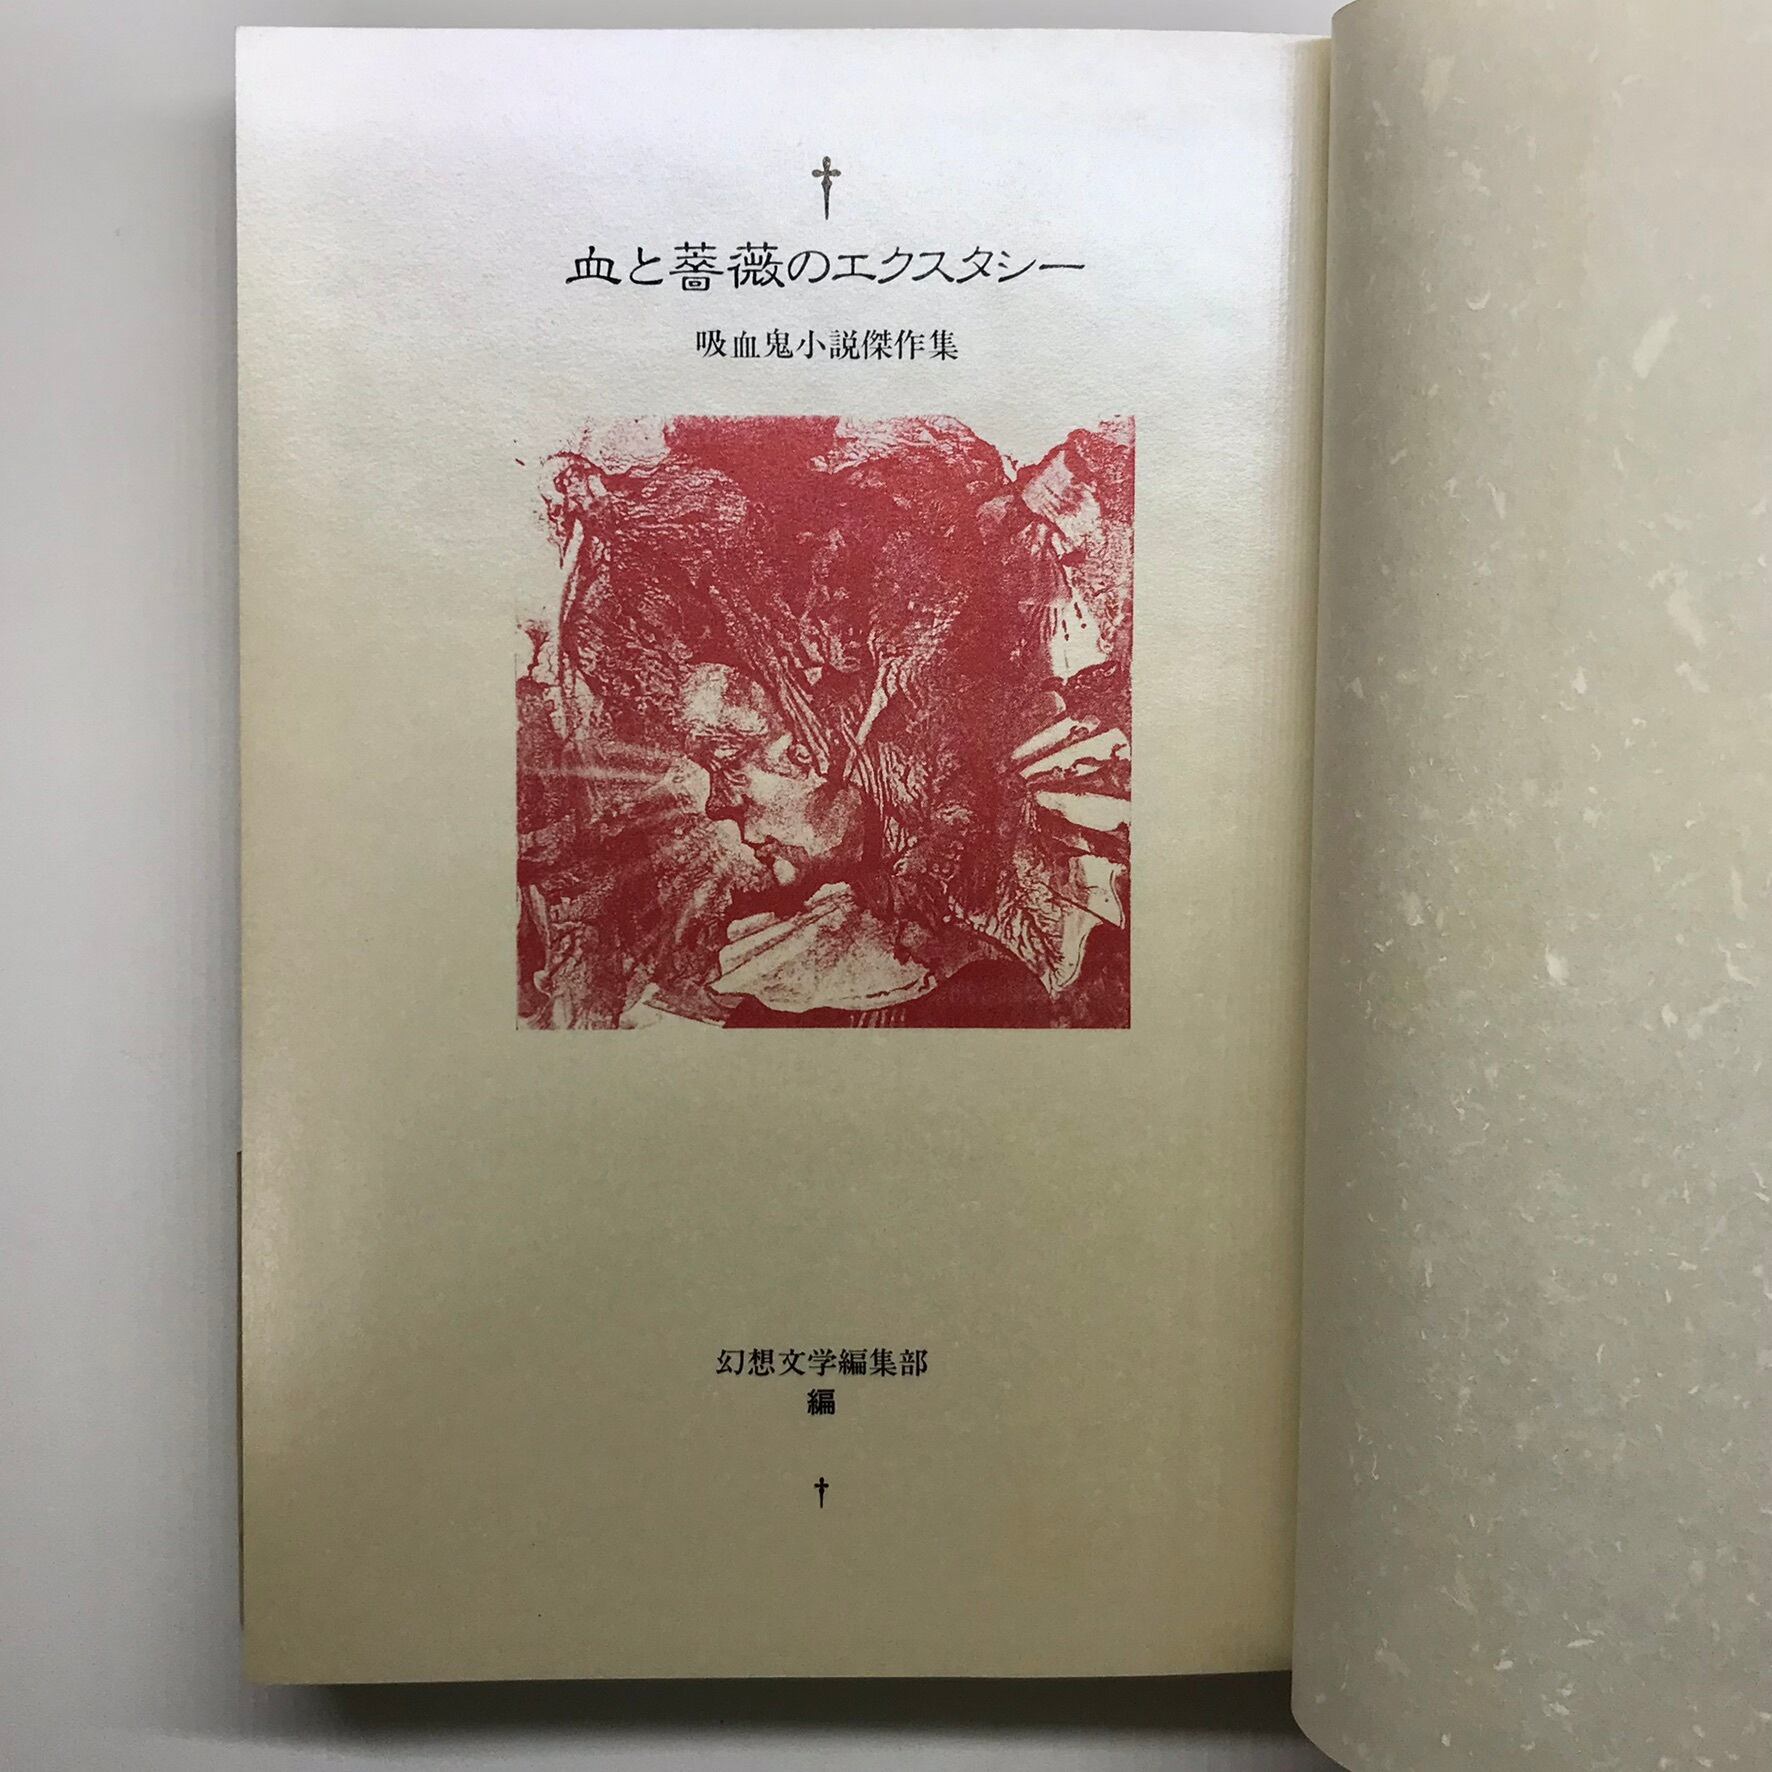 血と薔薇のエクスタシー
吸血鬼小説傑作集
幻想文学編集部
編